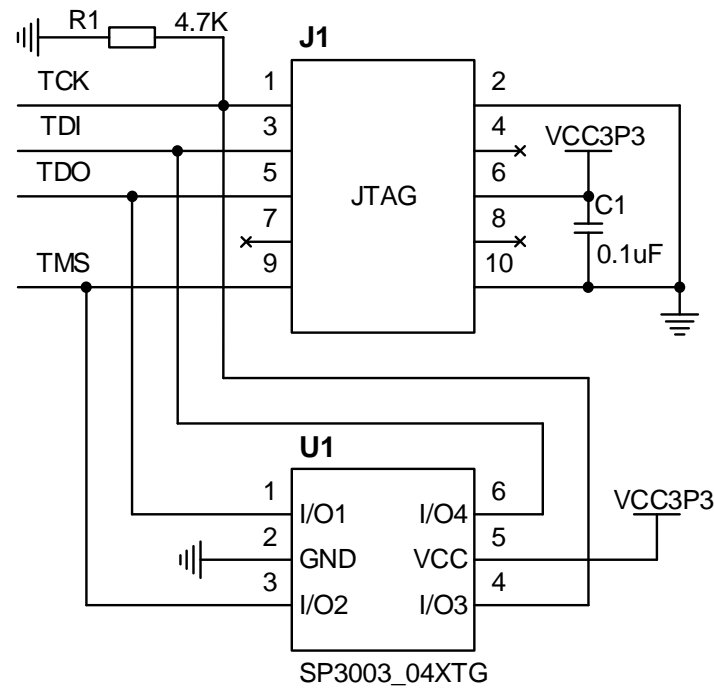 R1 4.7K
J1
TCK 1 2
TDI 3 4 VCC3P3
TDO 5 6
JTAG C1
7 8
0.1uF
TMS 9 10
U1
1 I/O1 I/O4 6 VCC3P3
2 GND VCC 5
3 I/O2 I/O3 4
SP3003_04XTG